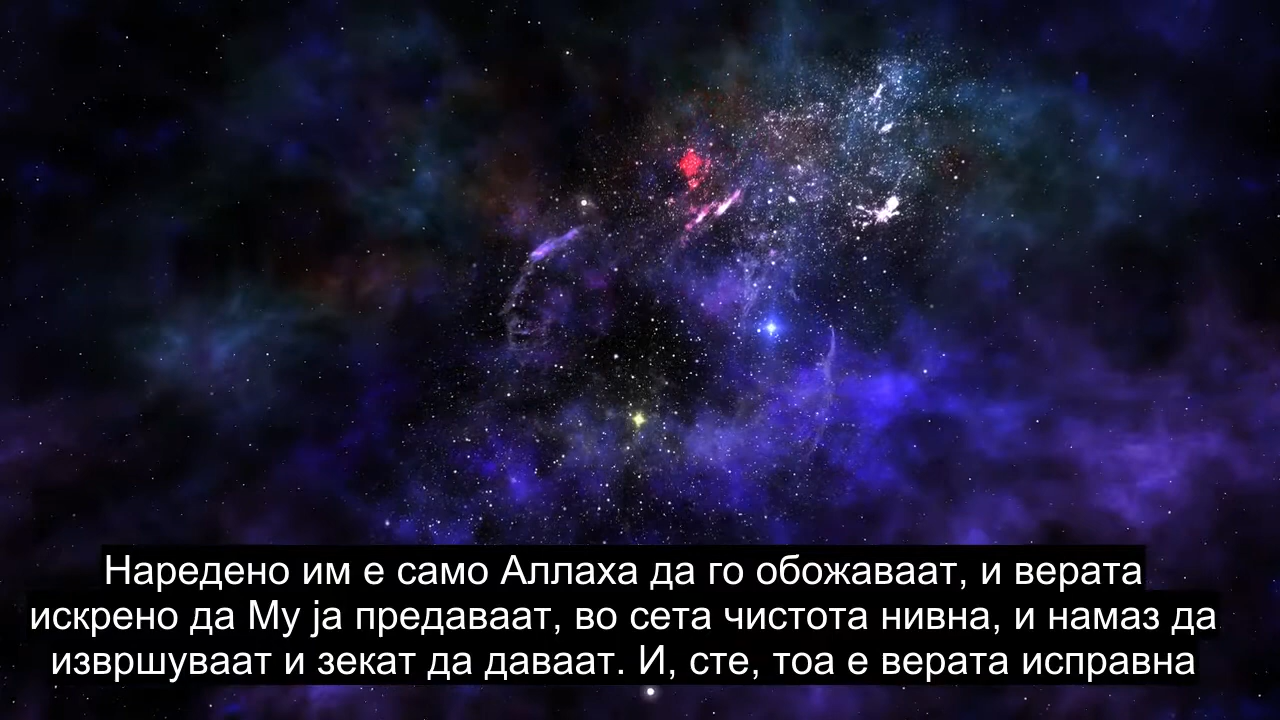 Наредено им е само Аллаха да го обожаваат, и верата
искрено да Му ја предаваат, во сета чистота нивна, и намаз да
извршуваат и зекат да даваат. И, сте, тоа е верата исправна